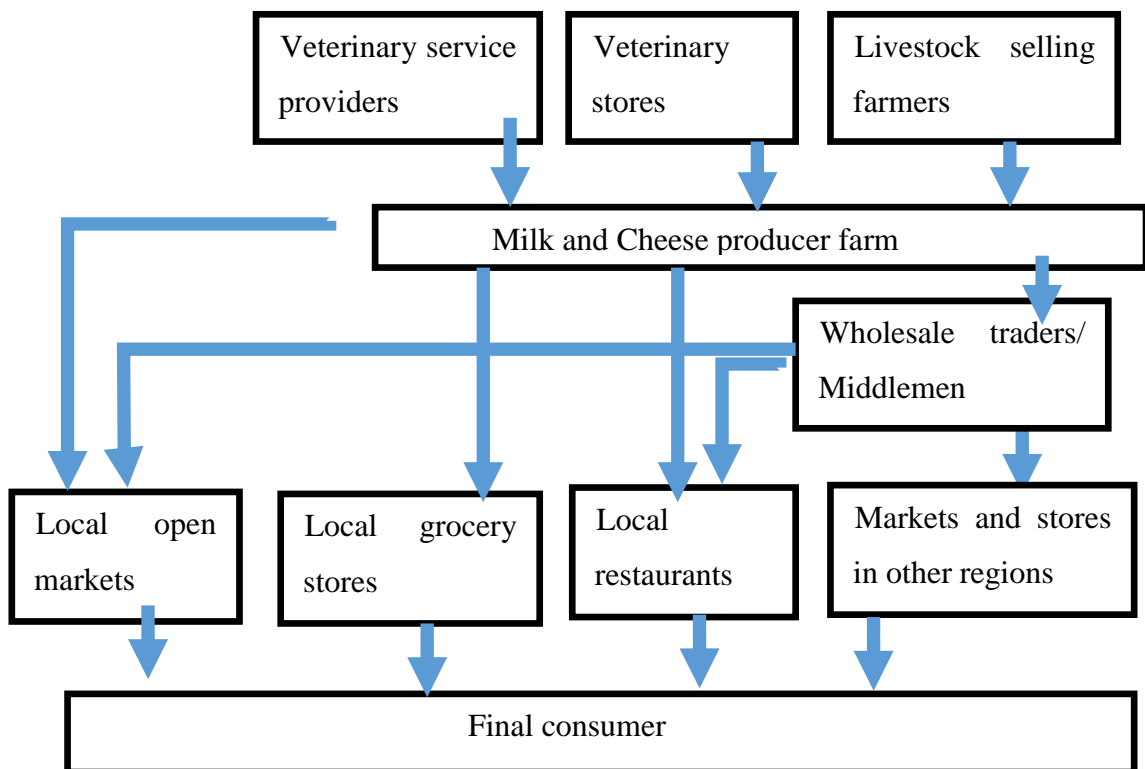 Veterinary service
providers
Veterinary
stores
Livestock selling
farmers
Milk and Cheese producer farm
Wholesale traders/
Middlemen
Local open
markets
Local grocery
stores
Local
restaurants
Markets and stores
in other regions
Final consumer